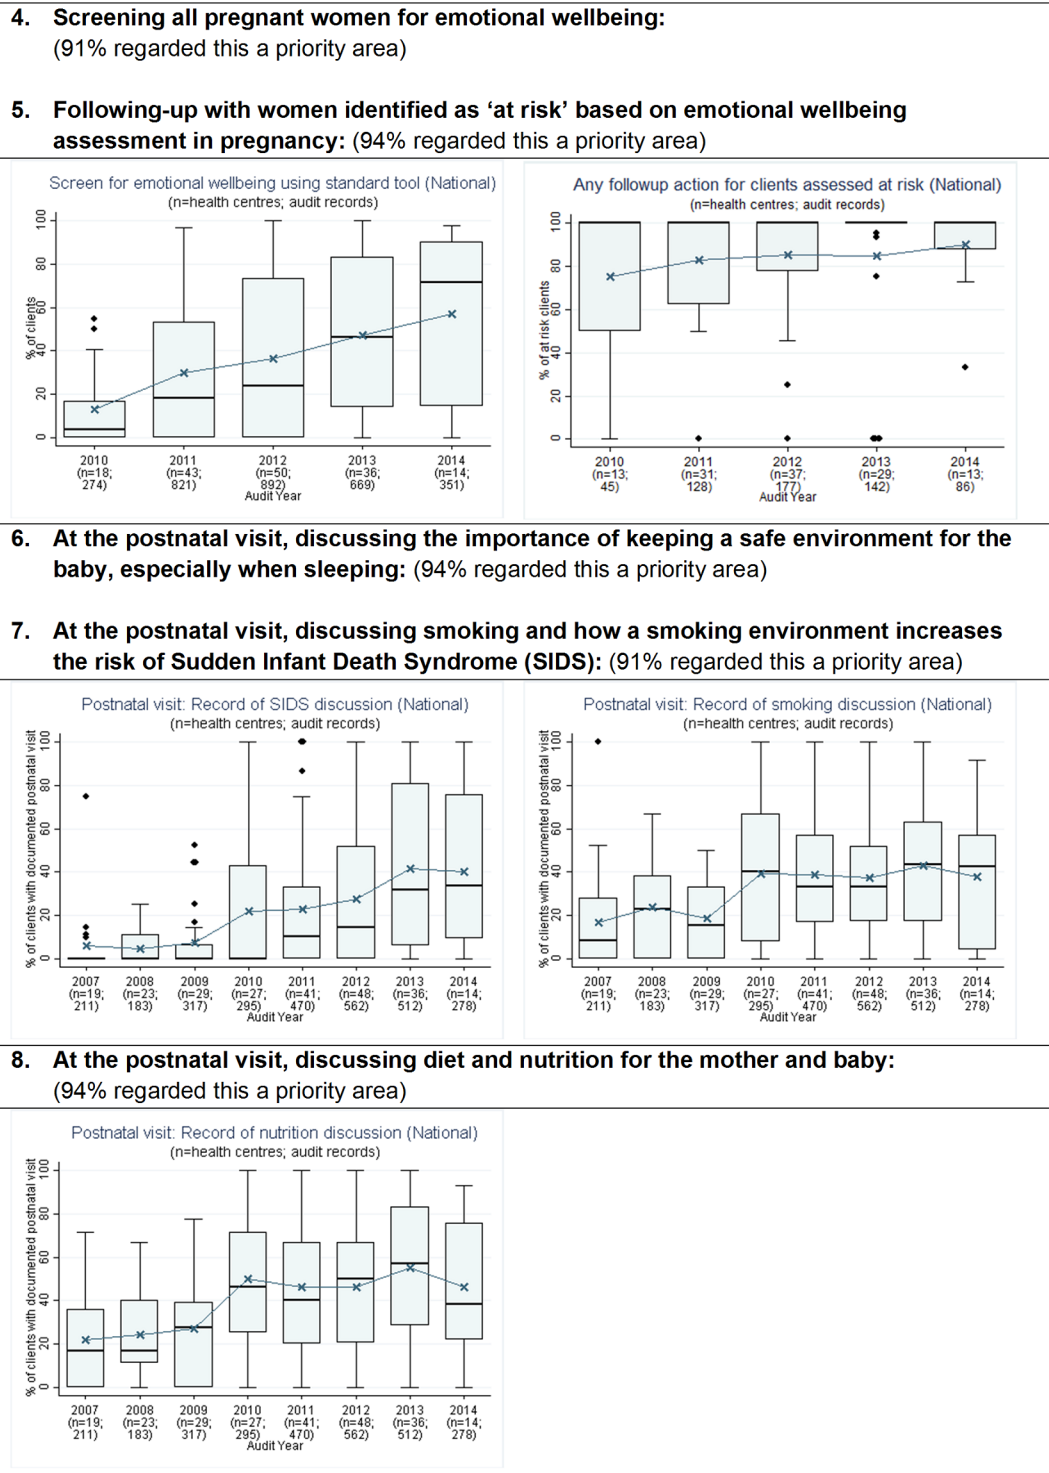 4. Screening all pregnant women for emotional wellbeing:
(91% regarded this a priority area)
5. Following-up with women identified as ‘at risk’ based on emotional wellbeing
assessment in pregnancy: (94% regarded this a priority area)
Screen for emotional wellbeing using standard tool (National)
(n=health centres; audit records)
% of clients
100
80
60
40
20
0
2010 2011 2012 2013 2014
(n=18; (n=43; (n=50; (n=36; (n=14;
274) 821) 892) 669) 351)
Audit Year
Any followup action for clients assessed at risk (National)
(n=health centres; audit records)
% of at risk clients
100
80
60
40
20
0
2010 2011 2012 2013 2014
(n=13; (n=31; (n=37; (n=29; (n=13;
45) 128) 177) 142) 86)
Audit Year
6. At the postnatal visit, discussing the importance of keeping a safe environment for the
baby, especially when sleeping: (94% regarded this a priority area)
7. At the postnatal visit, discussing smoking and how a smoking environment increases
the risk of Sudden Infant Death Syndrome (SIDS): (91% regarded this a priority area)
Postnatal visit: Record of SIDS discussion (National)
(n=health centres; audit records)
% of clients with documented postnatal visit
100
80
60
40
20
0
2007 2008 2009 2010 2011 2012 2013 2014
(n=19; (n=23; (n=29; (n=27; (n=41; (n=48; (n=36; (n=14;
211) 183) 317) 295) 470) 562) 512) 278)
Audit Year
Postnatal visit: Record of smoking discussion (National)
(n=health centres; audit records)
% of clients with documented postnatal visit
100
80
60
40
20
0
2007 2008 2009 2010 2011 2012 2013 2014
(n=19; (n=23; (n=29; (n=27; (n=41; (n=48; (n=36; (n=14;
211) 183) 317) 295) 470) 562) 512) 278)
Audit Year
8. At the postnatal visit, discussing diet and nutrition for the mother and baby:
(94% regarded this a priority area)
Postnatal visit: Record of nutrition discussion (National)
(n=health centres; audit records)
% of clients with documented postnatal visit
100
80
60
40
20
0
2007 2008 2009 2010 2011 2012 2013 2014
(n=19; (n=23; (n=29; (n=27; (n=41; (n=48; (n=36; (n=14;
211) 183) 317) 295) 470) 562) 512) 278)
Audit Year